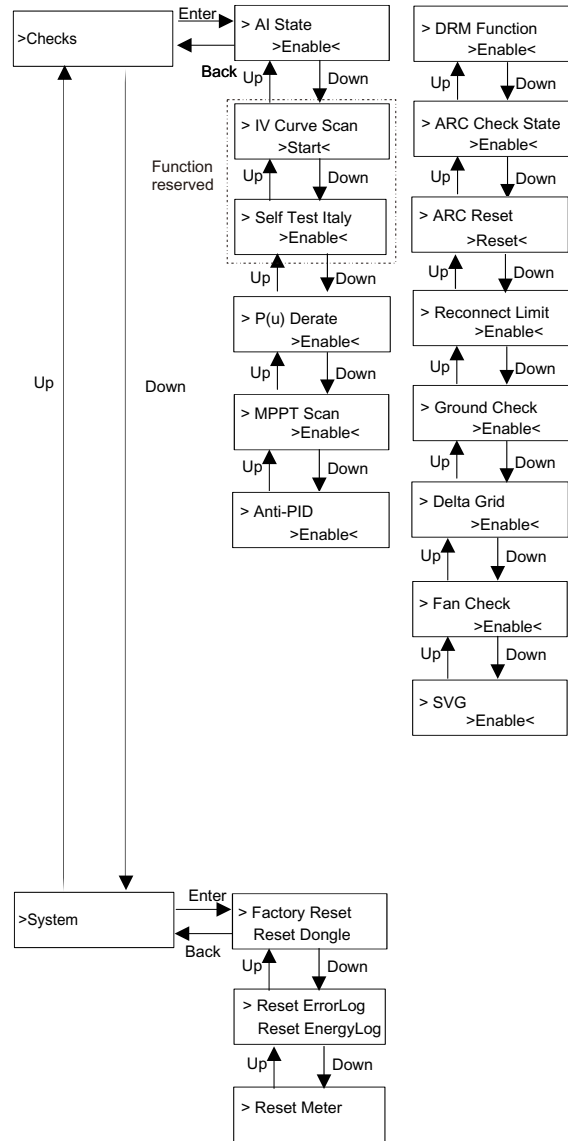 >Checks
Enter
Back
> AI State
>Enable<
Up
Down
Function
reserved
> IV Curve Scan
>Start<
Up
Down
> Self Test Italy
>Enable<
Up
Down
> P(u) Derate
>Enable<
Up
Down
> MPPT Scan
>Enable<
Up
Down
> Anti-PID
>Enable<
> DRM Function
>Enable<
Up
Down
> ARC Check State
>Enable<
Up
Down
> ARC Reset
>Reset<
Up
Down
> Reconnect Limit
>Enable<
Up
Down
> Ground Check
>Enable<
Up
Down
> Delta Grid
>Enable<
Up
Down
> Fan Check
>Enable<
Up
Down
> SVG
>Enable<
Up
Down
>System
Enter
Back
> Factory Reset
Reset Dongle
Up
Down
> Reset ErrorLog
Reset EnergyLog
Up
Down
> Reset Meter